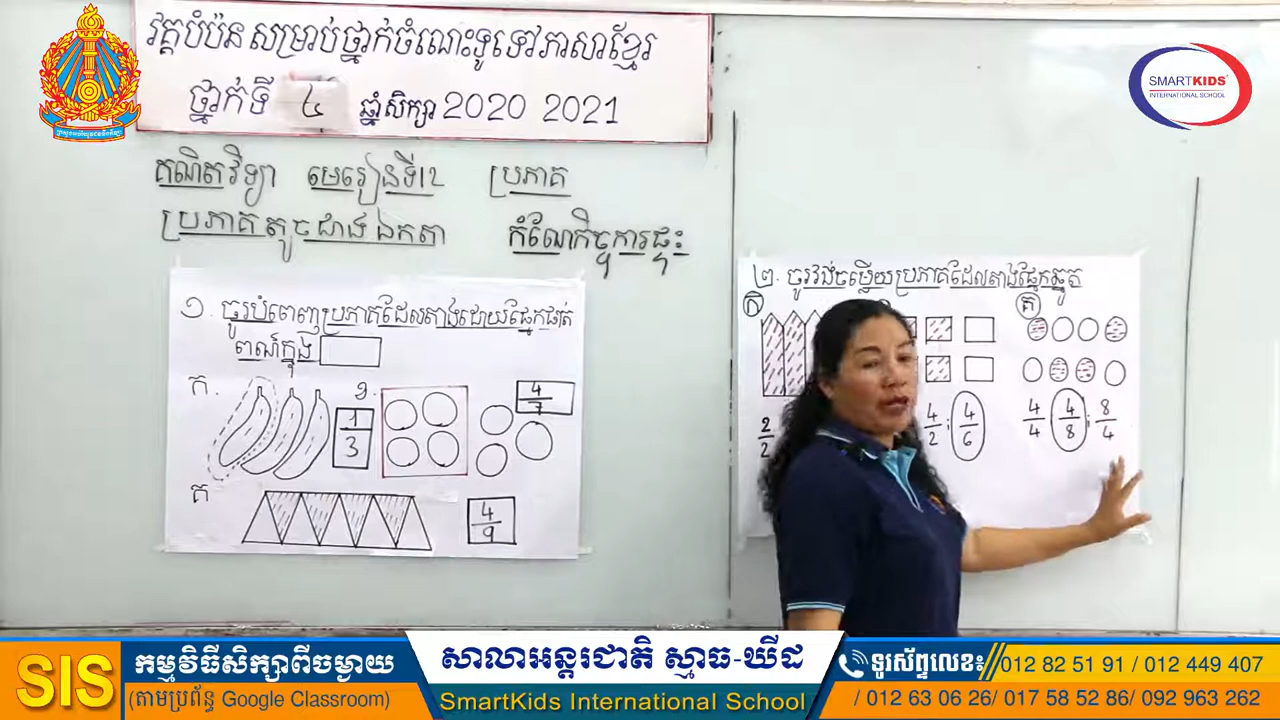 វគ្គបំប៉នសម្រាប់ថ្នាក់ចំណេះទូទៅភាសាខ្មែរ
ថ្នាក់ទី ៤ ឆ្នាំសិក្សា 2020 2021
SMARTKIDS
INTERNATIONAL SCHOOL
គណិតវិទ្យា មេរៀនទី12 ប្រភាគ
ប្រភាគតូចជាងឯកតា កំណែកិច្ចការផ្ទះ
១. ចូរបំពេញប្រភាគដែលតាងដោយផ្នែកផាត់
ពណ៌ក្នុង
ក.
1/3
ខ.
4/7
គ
4/9
២. ចូរវង់ចម្លើយប្រភាគដែលតាងផ្នែកឆ្នូត
ក
គ
2/2
4/2 ; 4/6
4/4 4/8 ; 8/4
SIS
កម្មវិធីសិក្សាពីចម្ងាយ
(តាមប្រព័ន្ធ Google Classroom)
សាលាអន្តរជាតិ ស្មាធ-ឃីដ
SmartKids International School
ទូរស័ព្ទលេខ៖ 012 82 51 91 / 012 449 407
/ 012 63 06 26/ 017 58 52 86/ 092 963 262